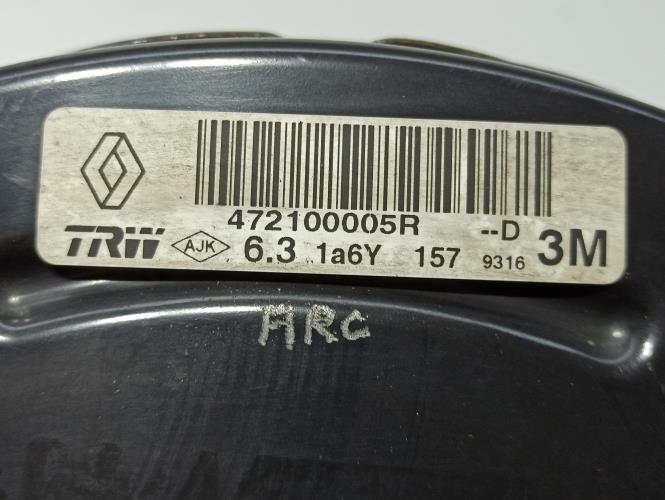 472100005R --D 3M
TRW AJK 6.3 1a6Y 157 9316
ARC